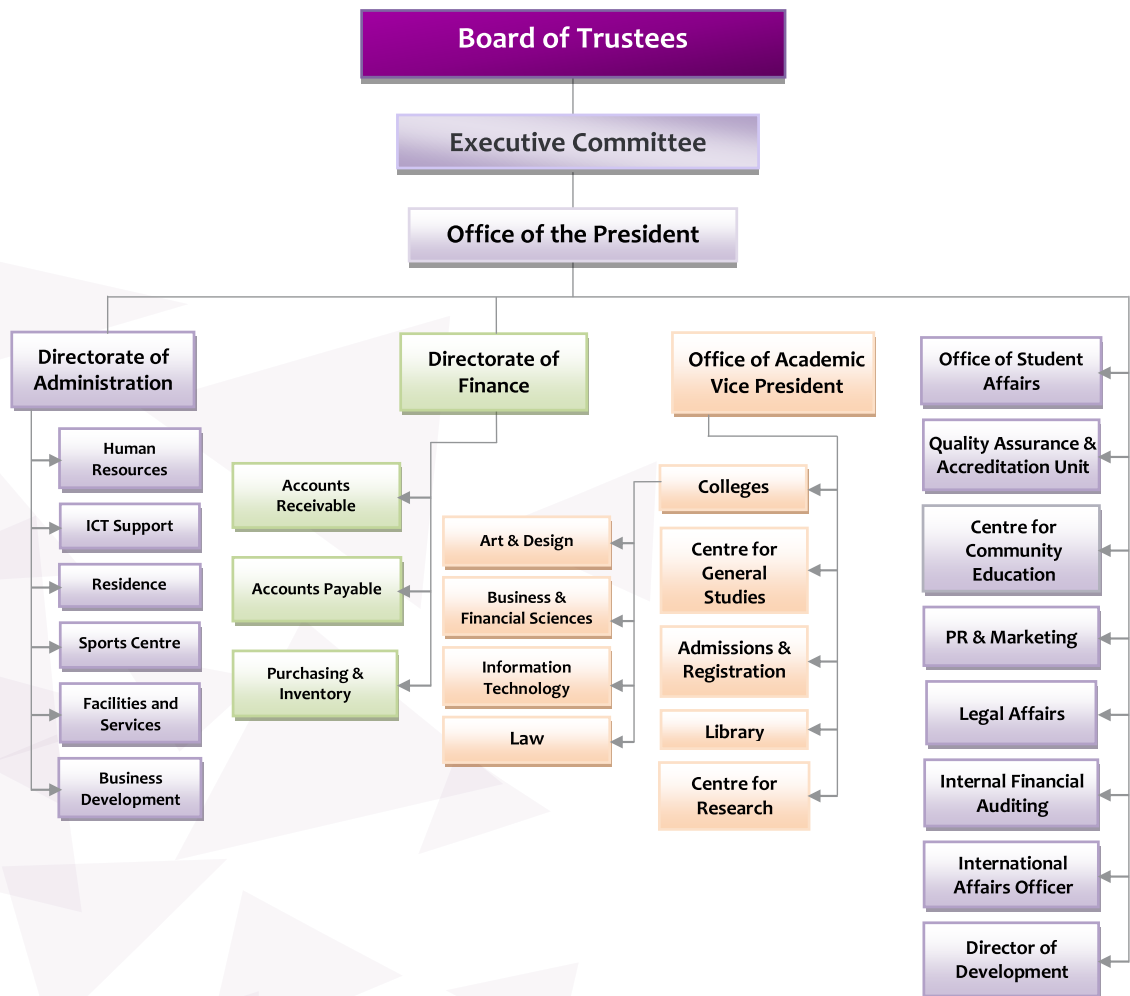 Board of Trustees
Executive Committee
Office of the President
Directorate of
Administration
Human
Resources
ICT Support
Residence
Sports Centre
Facilities and
Services
Business
Development
Directorate of
Finance
Accounts
Receivable
Accounts Payable
Purchasing &
Inventory
Office of Academic
Vice President
Colleges
Art & Design
Business &
Financial Sciences
Information
Technology
Law
Centre for
General
Studies
Admissions &
Registration
Library
Centre for
Research
Office of Student
Affairs
Quality Assurance &
Accreditation Unit
Centre for
Community
Education
PR & Marketing
Legal Affairs
Internal Financial
Auditing
International
Affairs Officer
Director of
Development